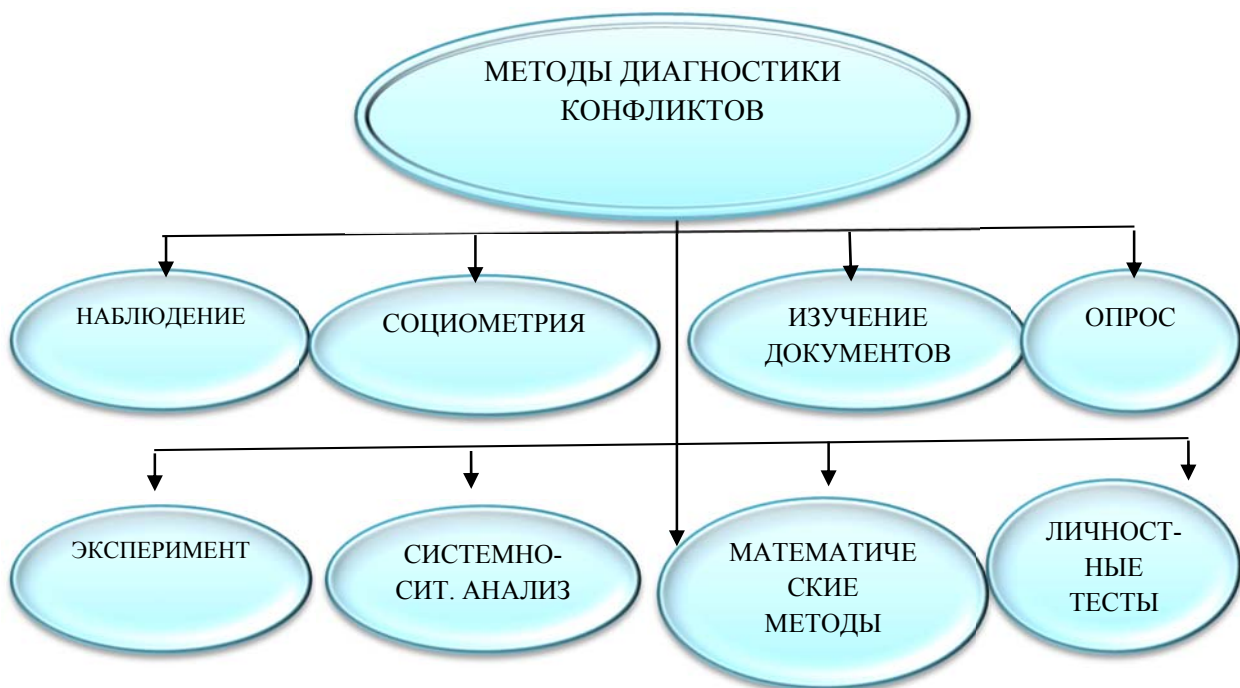 МЕТОДЫ ДИАГНОСТИКИ
КОНФЛИКТОВ
НАБЛЮДЕНИЕ
СОЦИОМЕТРИЯ
ИЗУЧЕНИЕ
ДОКУМЕНТОВ
ОПРОС
ЭКСПЕРИМЕНТ
СИСТЕМНО-
СИТ. АНАЛИЗ
МАТЕМАТИЧЕ
СКИЕ
МЕТОДЫ
ЛИЧНОСТ-
НЫЕ
ТЕСТЫ